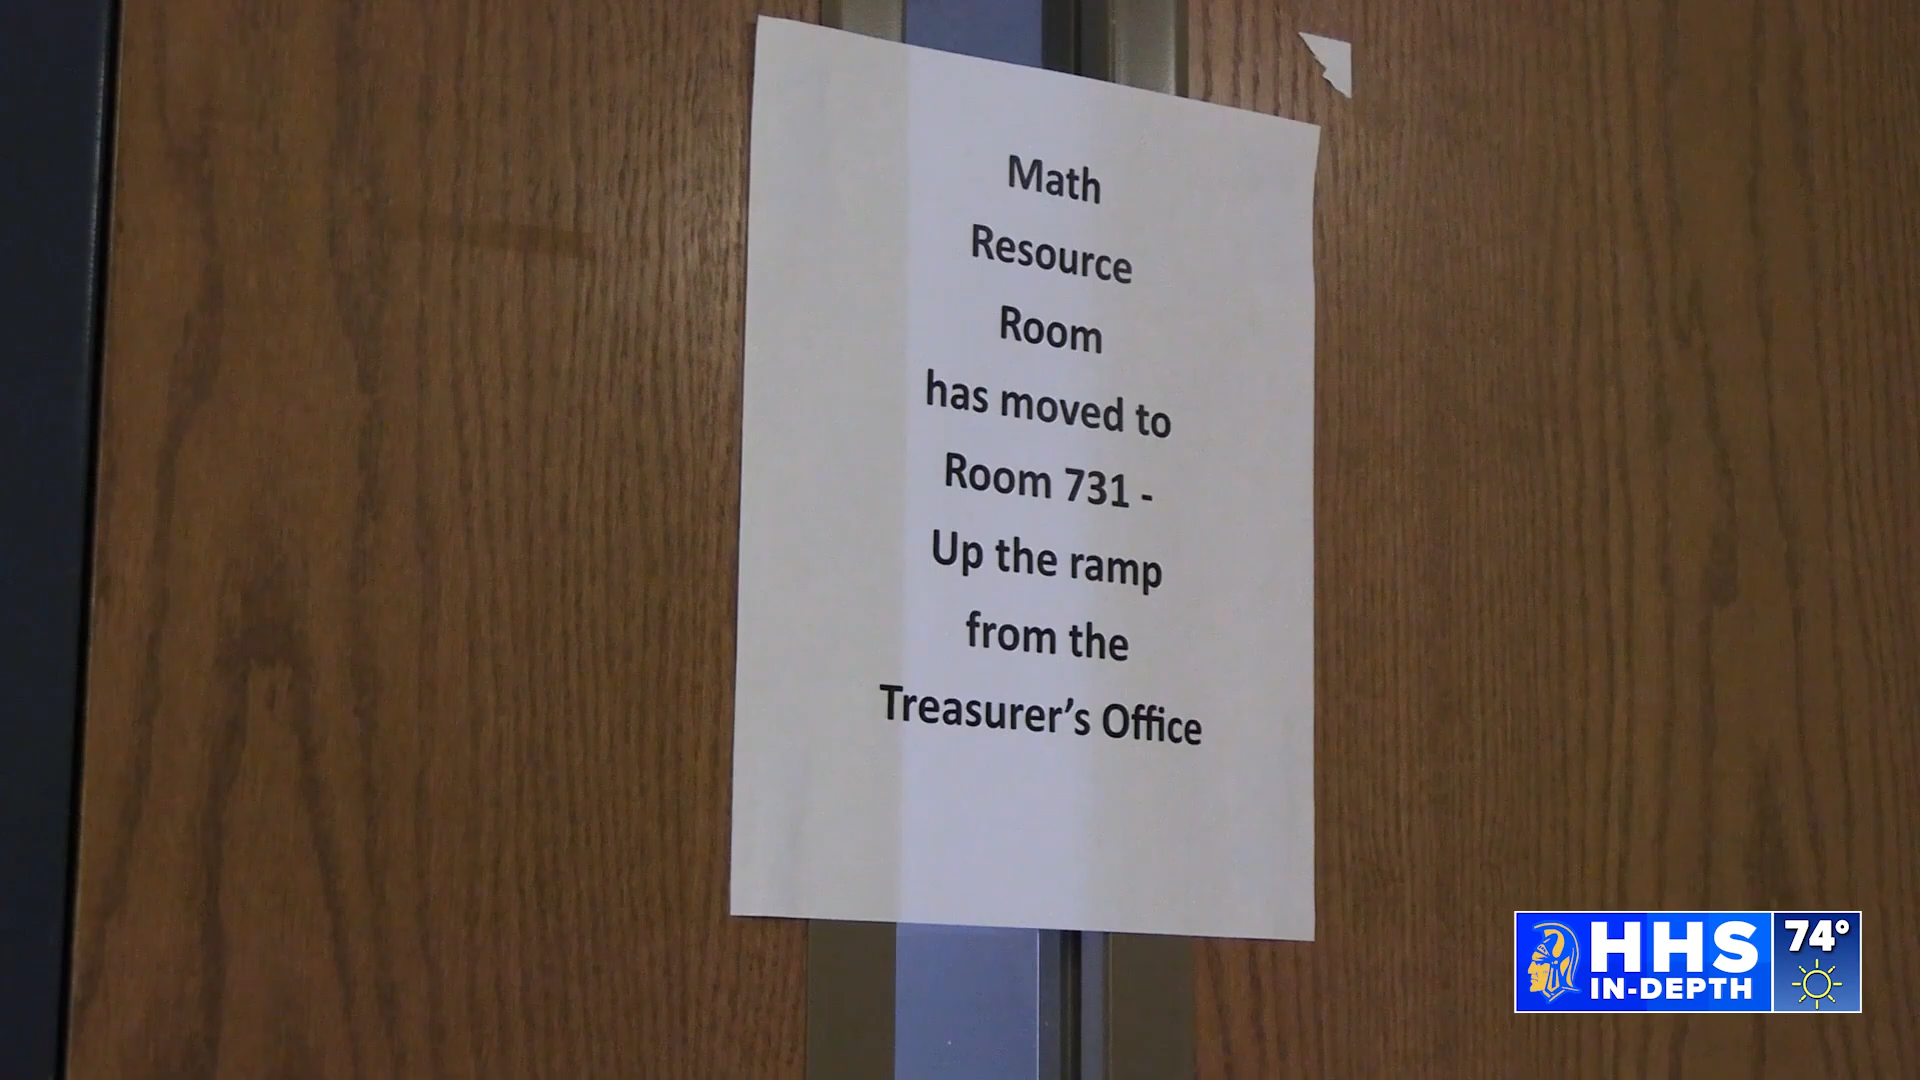 Math
Resource
Room
has moved to
Room 731 -
Up the ramp
from the
Treasurer’s Office
HHS
IN-DEPTH
74°